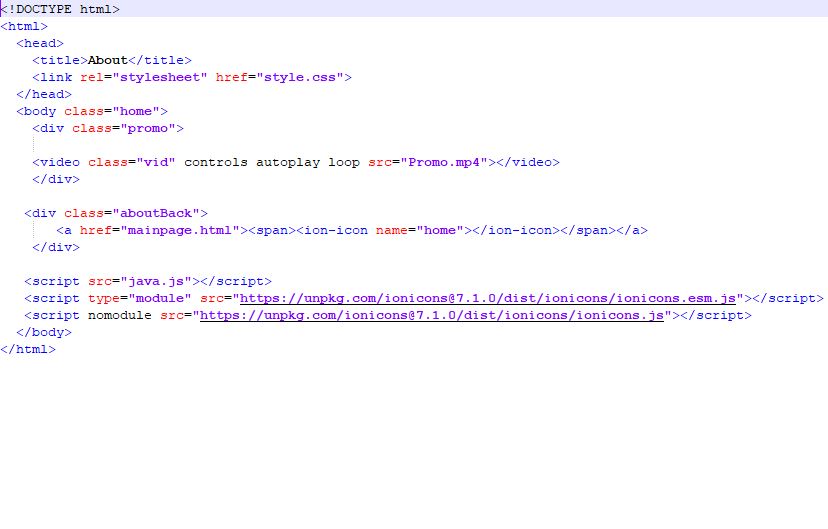 <!DOCTYPE html>
<html>
  <head>
    <title>About</title>
    <link rel="stylesheet" href="style.css">
  </head>
  <body class="home">
    <div class="promo">

    <video class="vid" controls autoplay loop src="Promo.mp4"></video>
    </div>

   <div class="aboutBack">
       <a href="mainpage.html"><span><ion-icon name="home"></ion-icon></span></a>
    </div>

   <script src="java.js"></script>
   <script type="module" src="https://unpkg.com/ionicons@7.1.0/dist/ionicons/ionicons.esm.js"></script>
   <script nomodule src="https://unpkg.com/ionicons@7.1.0/dist/ionicons/ionicons.js"></script>
  </body>
</html>